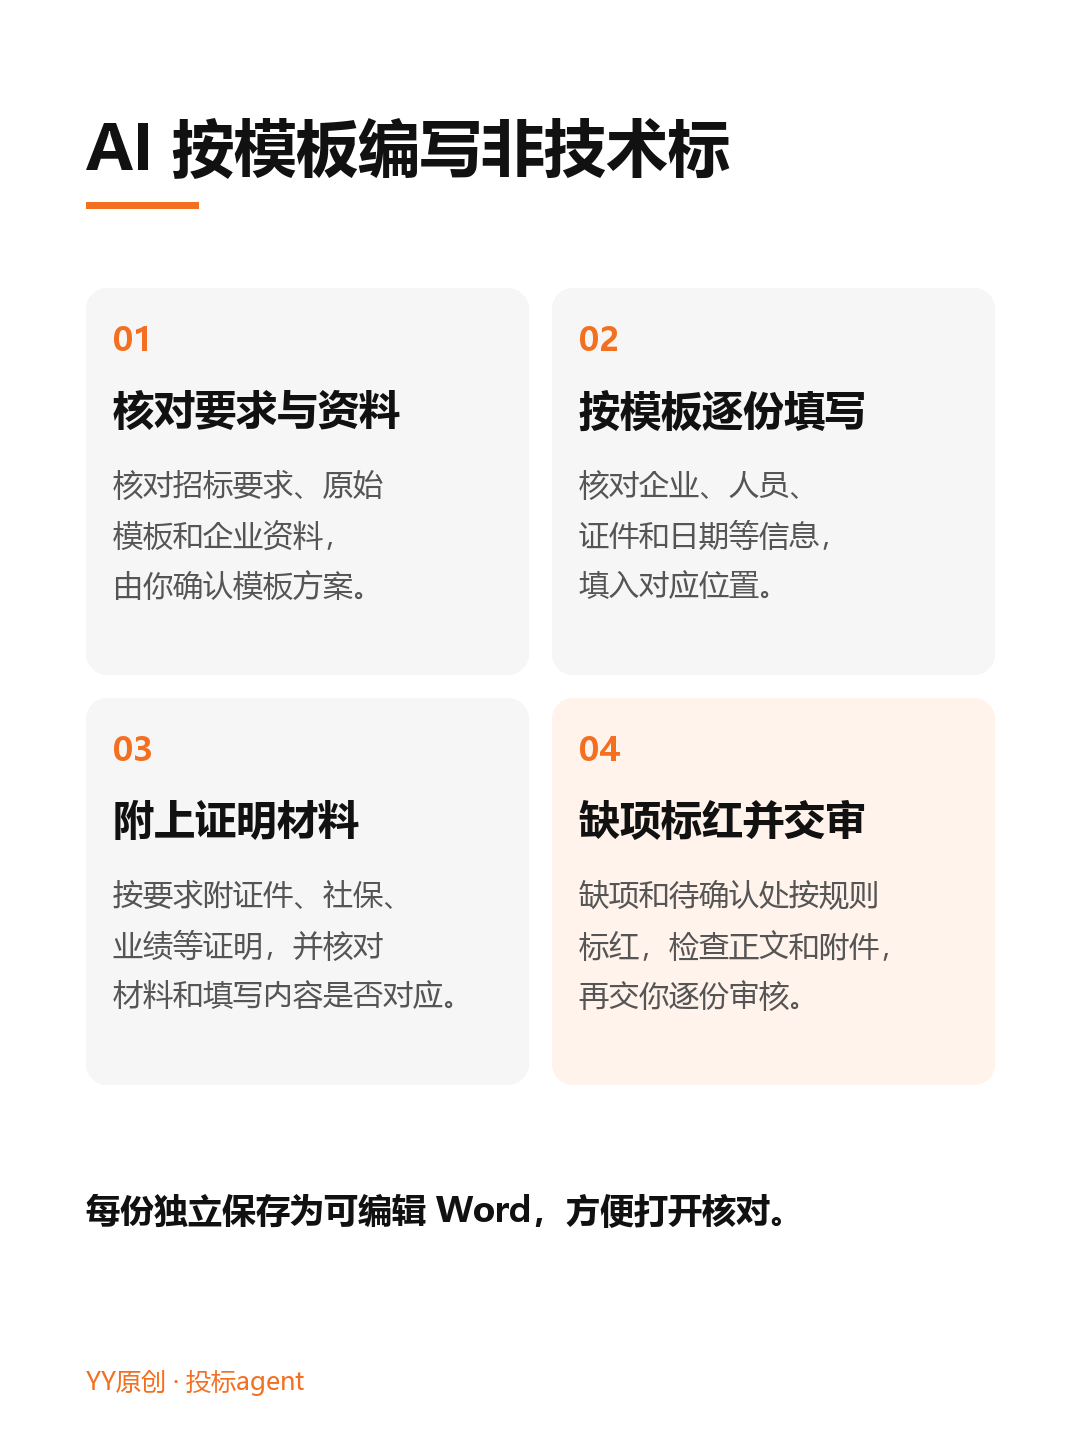 AI 按模板编写非技术标
01
核对要求与资料
核对招标要求、原始
模板和企业资料，
由你确认模板方案。
02
按模板逐份填写
核对企业、人员、
证件和日期等信息，
填入对应位置。
03
附上证明材料
按要求附证件、社保、
业绩等证明，并核对
材料和填写内容是否对应。
04
缺项标红并交审
缺项和待确认处按规则
标红，检查正文和附件，
再交你逐份审核。
每份独立保存为可编辑 Word，方便打开核对。
YY原创 · 投标agent